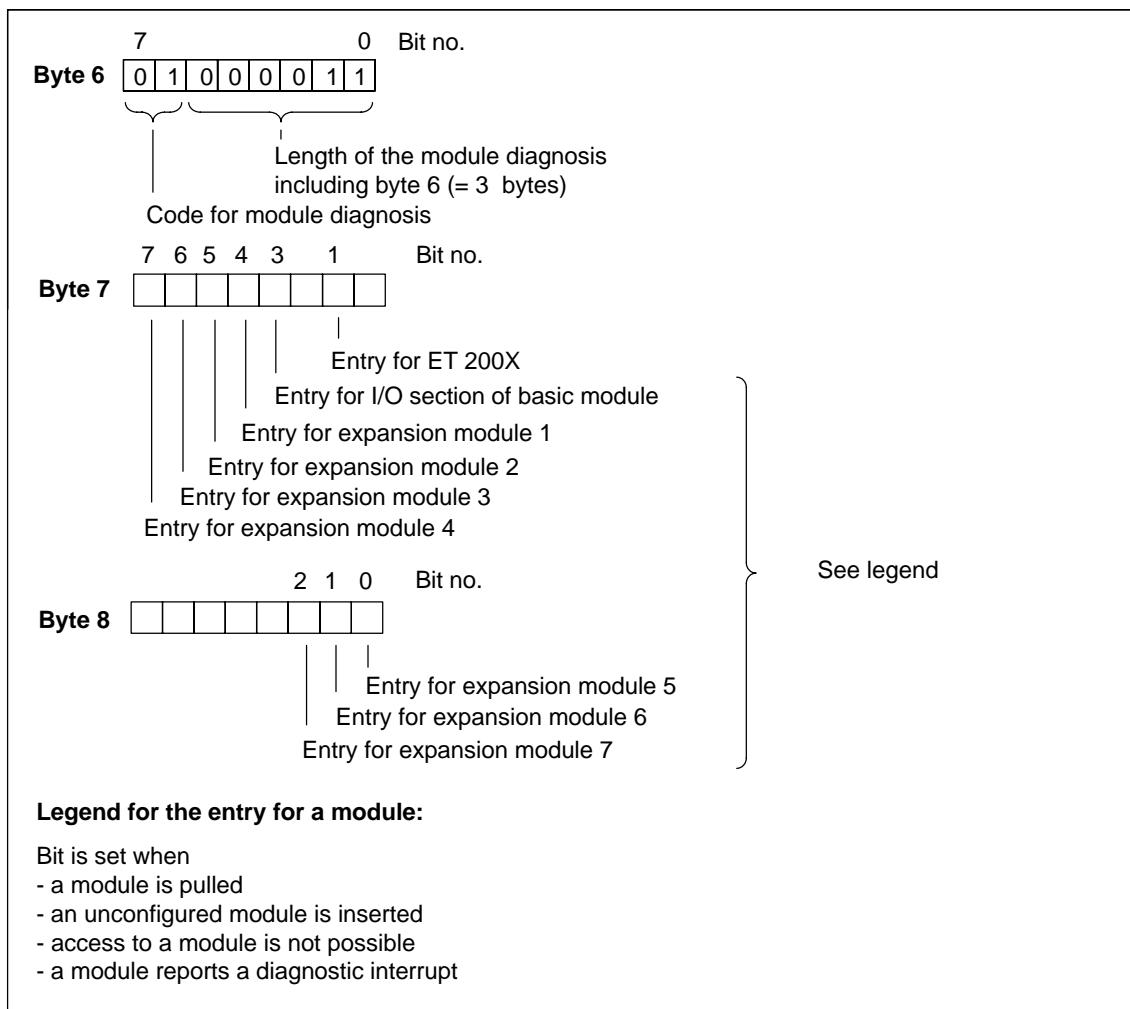 7 0 Bit no.
Byte 6 0 1 0 0 0 0 1 1
Length of the module diagnosis
including byte 6 (= 3 bytes)
Code for module diagnosis
7 6 5 4 3 1 Bit no.
Byte 7
Entry for ET 200X
Entry for I/O section of basic module
Entry for expansion module 1
Entry for expansion module 2
Entry for expansion module 3
Entry for expansion module 4
See legend
2 1 0 Bit no.
Byte 8
Entry for expansion module 5
Entry for expansion module 6
Entry for expansion module 7
Legend for the entry for a module:
Bit is set when
- a module is pulled
- an unconfigured module is inserted
- access to a module is not possible
- a module reports a diagnostic interrupt